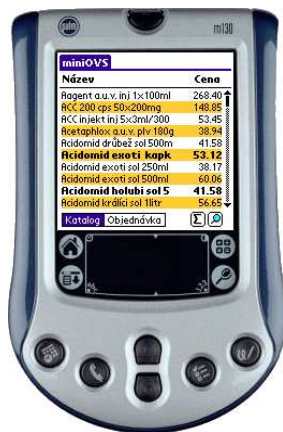 palm m130
miniOVS
Název Cena
Aagent a.u.v. inj 1×100ml 268.40
ACC 200 cps 50x200mg 148.85
ACC injekt inj 5x3ml/300 53.45
Acetaphlox a.u.v. plv 180g 38.94
Acidomid drůbež sol 500m 41.58
Acidomid exoti kapk 53.12
Acidomid exoti sol 250ml 38.17
Acidomid exoti sol 500ml 60.06
Acidomid holubi sol 5 41.58
Acidomid králíci sol 1litr 56.65
Katalog Objednávka Σ